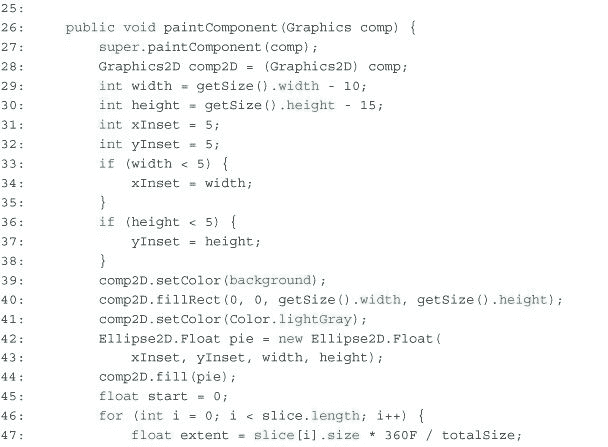 25:
26:     public void paintComponent(Graphics comp) {
27:         super.paintComponent(comp);
28:         Graphics2D comp2D = (Graphics2D) comp;
29:         int width = getSize().width - 10;
30:         int height = getSize().height - 15;
31:         int xInset = 5;
32:         int yInset = 5;
33:         if (width < 5) {
34:             xInset = width;
35:         }
36:         if (height < 5) {
37:             yInset = height;
38:         }
39:         comp2D.setColor(background);
40:         comp2D.fillRect(0, 0, getSize().width, getSize().height);
41:         comp2D.setColor(Color.lightGray);
42:         Ellipse2D.Float pie = new Ellipse2D.Float(
43:             xInset, yInset, width, height);
44:         comp2D.fill(pie);
45:         float start = 0;
46:         for (int i = 0; i < slice.length; i++) {
47:             float extent = slice[i].size * 360F / totalSize;